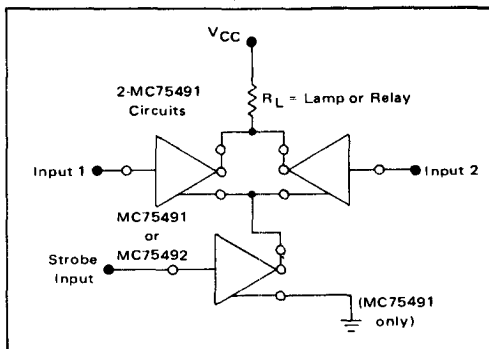 VCC
2-MC75491
Circuits
RL = Lamp or Relay
Input 1
Input 2
MC75491
or
MC75492
Strobe
Input
(MC75491
only)